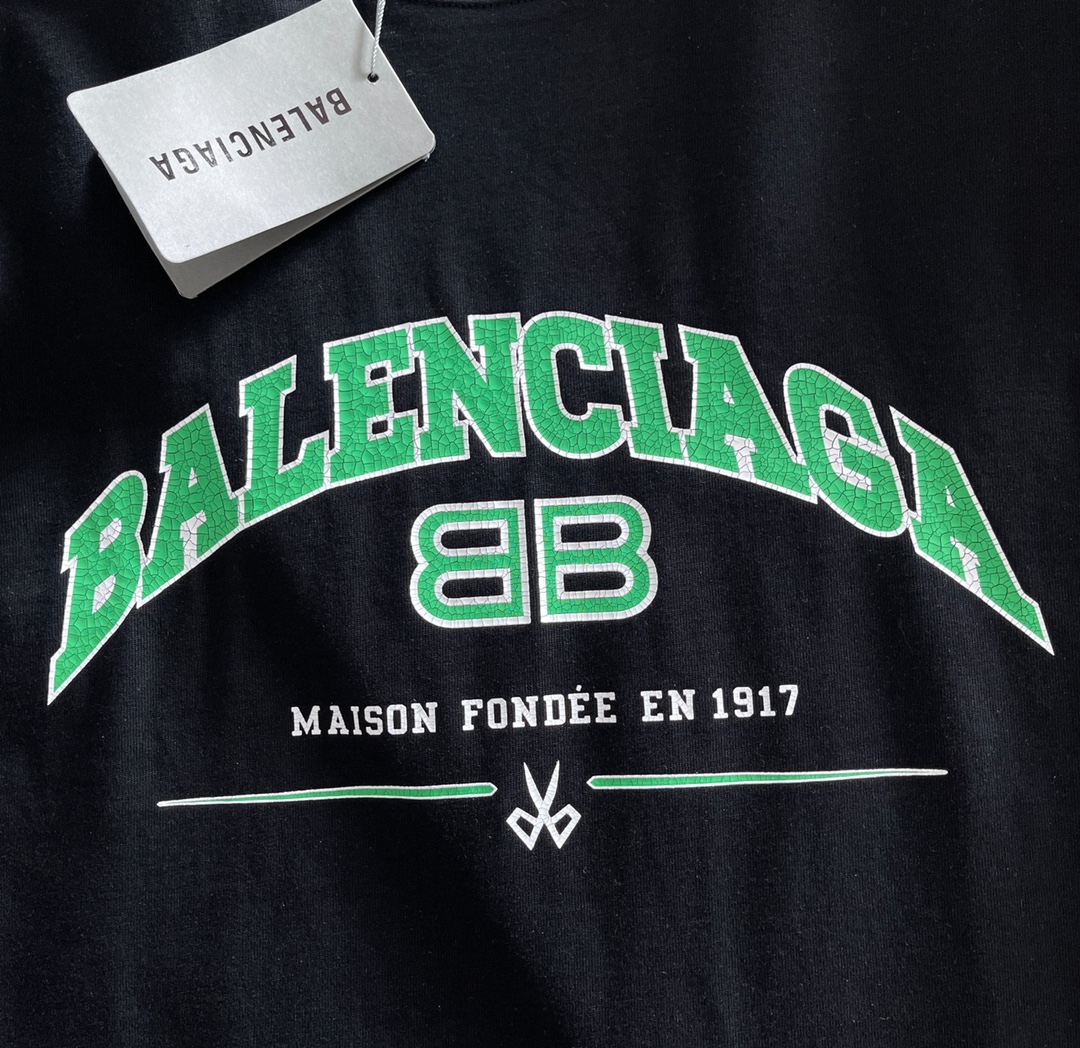 BALENCIAGA
BALENCIAGA
BB
MAISON FONDÉE EN 1917